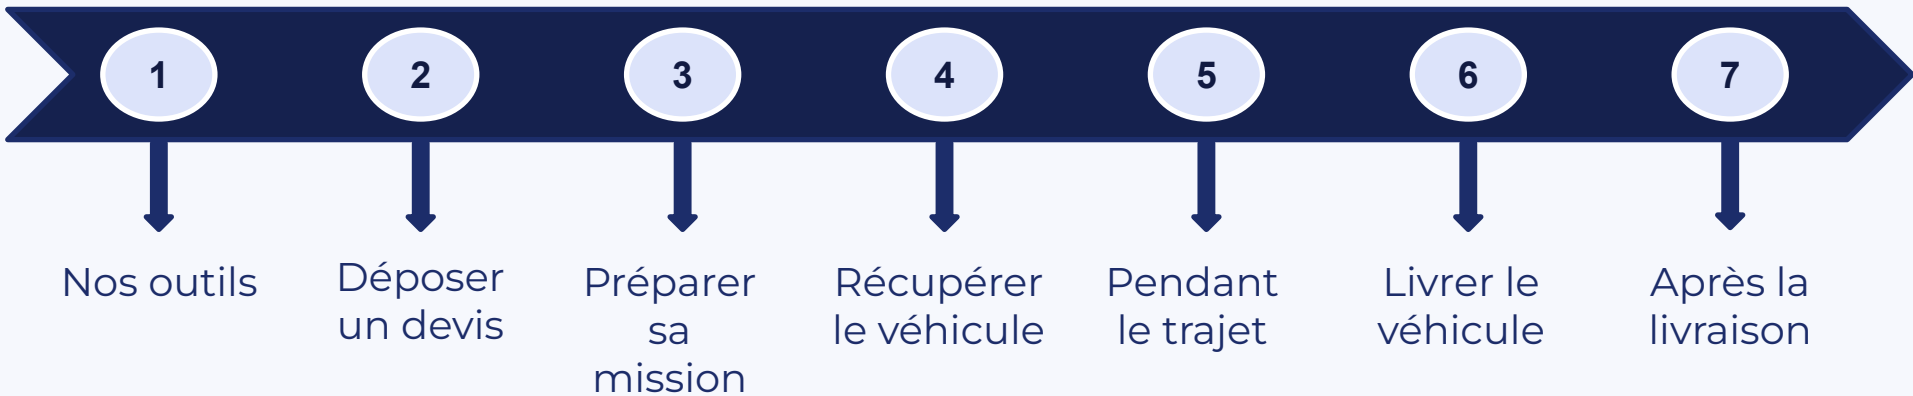 1
2
3
4
5
6
7
Nos outils
Déposer
un devis
Préparer
sa
mission
Récupérer
le véhicule
Pendant
le trajet
Livrer le
véhicule
Après la
livraison